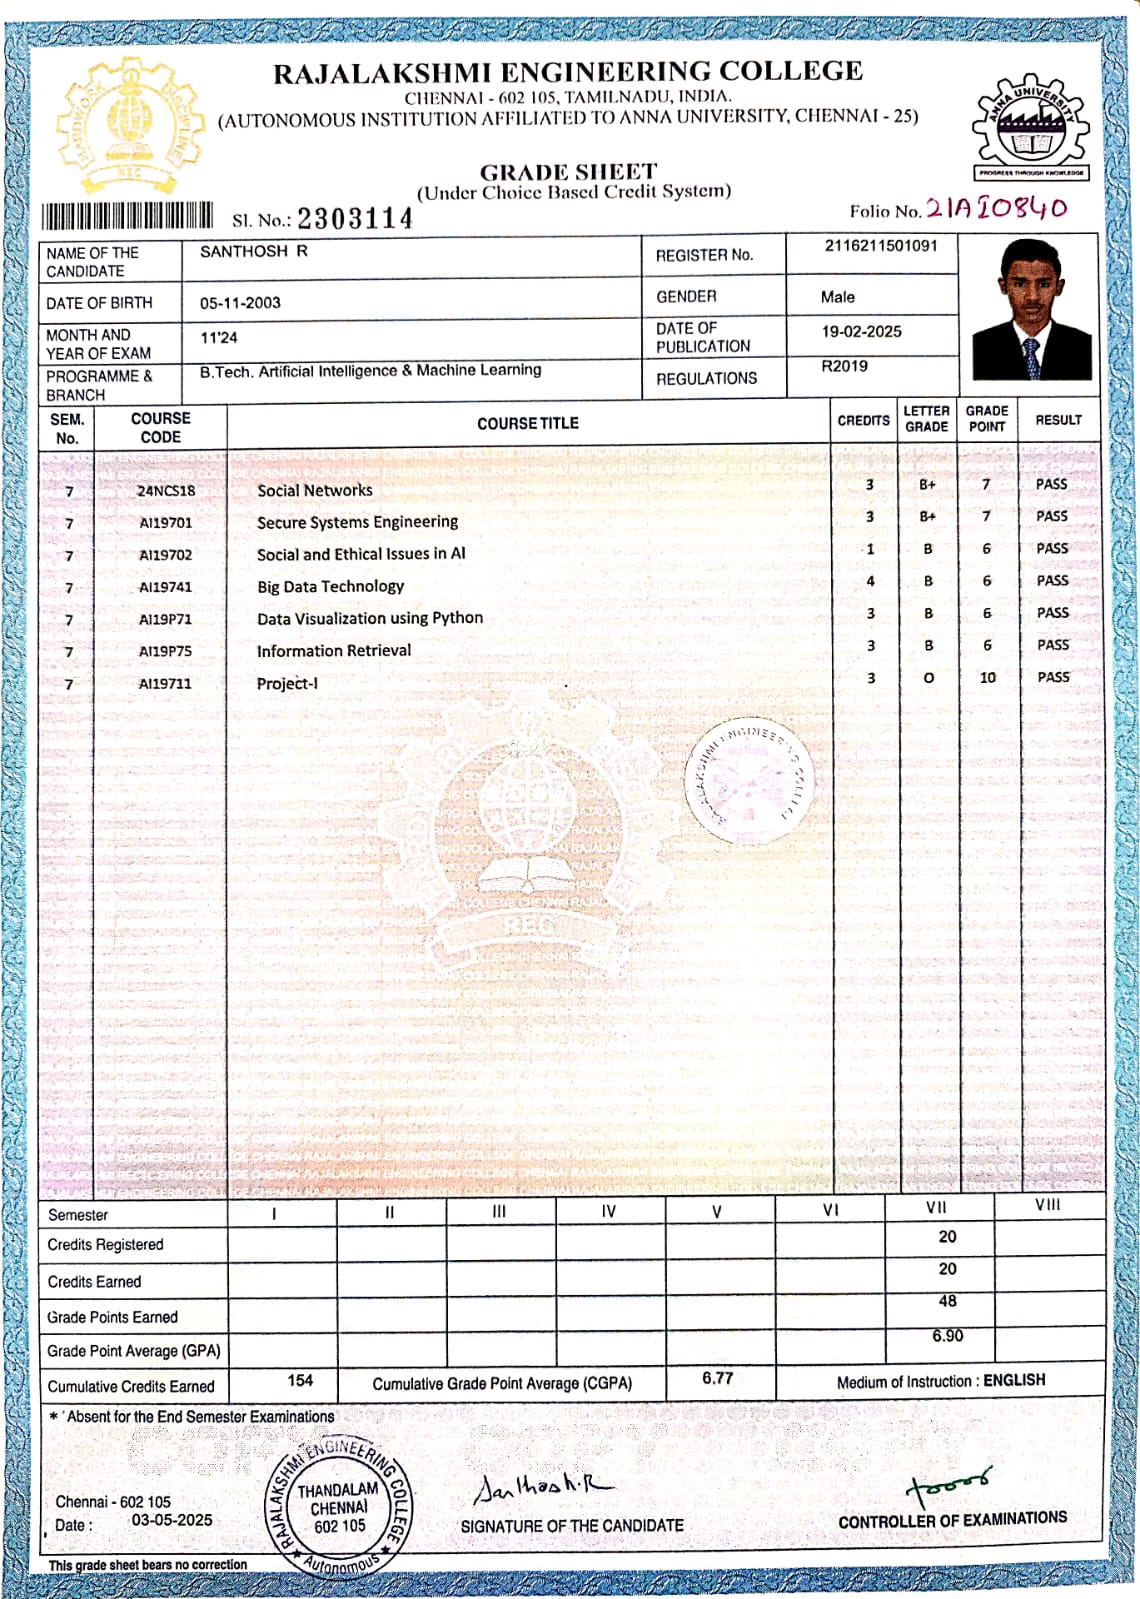 RAJALAKSHMI ENGINEERING COLLEGE
CHENNAI - 602 105, TAMILNADU, INDIA.
(AUTONOMOUS INSTITUTION AFFILIATED TO ANNA UNIVERSITY, CHENNAI - 25)
HARDWORK DISCIPLINE
REC
ANNA UNIVERSITY
PROGRESS THROUGH KNOWLEDGE
GRADE SHEET
(Under Choice Based Credit System)
Sl. No.: 2303114
Folio No. 21AI0840
NAME OF THE CANDIDATE SANTHOSH R REGISTER No. 2116211501091
DATE OF BIRTH 05-11-2003 GENDER Male
MONTH AND YEAR OF EXAM 11'24 DATE OF PUBLICATION 19-02-2025
PROGRAMME & BRANCH B.Tech. Artificial Intelligence & Machine Learning REGULATIONS R2019
SEM. No. COURSE CODE COURSE TITLE CREDITS LETTER GRADE GRADE POINT RESULT
7 24NCS18 Social Networks 3 B+ 7 PASS
7 AI19701 Secure Systems Engineering 3 B+ 7 PASS
7 AI19702 Social and Ethical Issues in AI 1 B 6 PASS
7 AI19741 Big Data Technology 4 B 6 PASS
7 AI19P71 Data Visualization using Python 3 B 6 PASS
7 AI19P75 Information Retrieval 3 B 6 PASS
7 AI19711 Project-I 3 O 10 PASS
RAJALAKSHMI ENGINEERING COLLEGE
REC
Semester I II III IV V VI VII VIII
Credits Registered 20
Credits Earned 20
Grade Points Earned 48
Grade Point Average (GPA) 6.90
Cumulative Credits Earned 154 Cumulative Grade Point Average (CGPA) 6.77 Medium of Instruction : ENGLISH
* Absent for the End Semester Examinations
RAJALAKSHMI ENGINEERING COLLEGE
THANDALAM
CHENNAI
602 105
★ Autonomous ★
Santhosh.R
Chennai - 602 105
Date : 03-05-2025
SIGNATURE OF THE CANDIDATE
CONTROLLER OF EXAMINATIONS
This grade sheet bears no correction